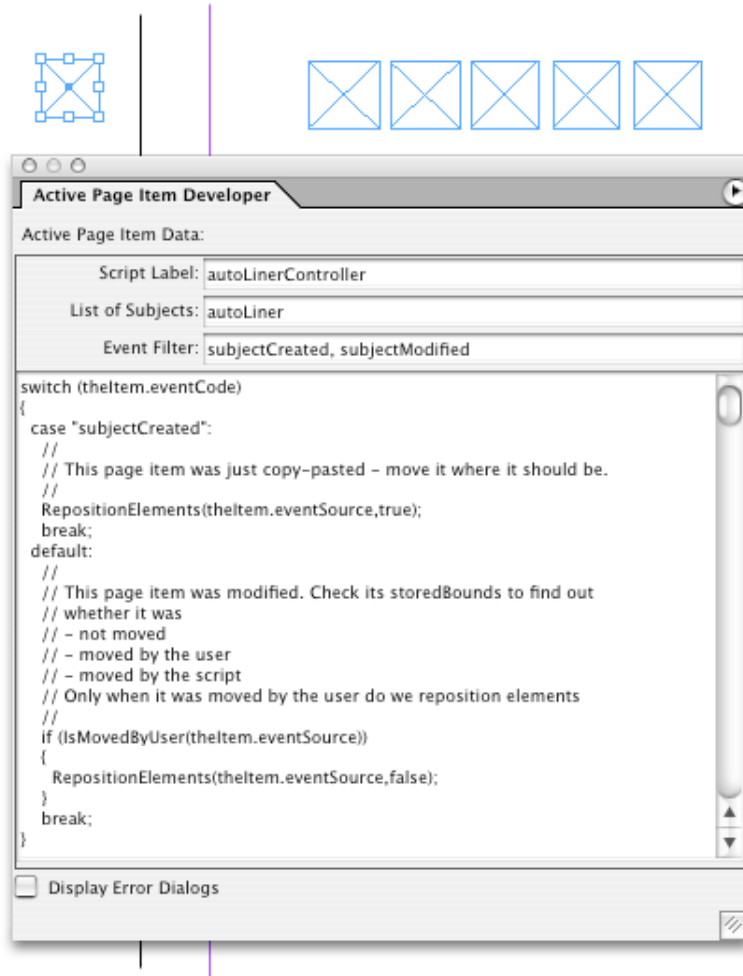 Active Page Item Developer
Active Page Item Data:
Script Label: autoLinerController
List of Subjects: autoLiner
Event Filter: subjectCreated, subjectModified
switch (theItem.eventCode)
{
case "subjectCreated":
//
// This page item was just copy-pasted – move it where it should be.
//
RepositionElements(theItem.eventSource,true);
break;
default:
//
// This page item was modified. Check its storedBounds to find out
// whether it was
// – not moved
// – moved by the user
// – moved by the script
// Only when it was moved by the user do we reposition elements
//
if (IsMovedByUser(theItem.eventSource))
{
RepositionElements(theItem.eventSource,false);
}
break;
}
Display Error Dialogs